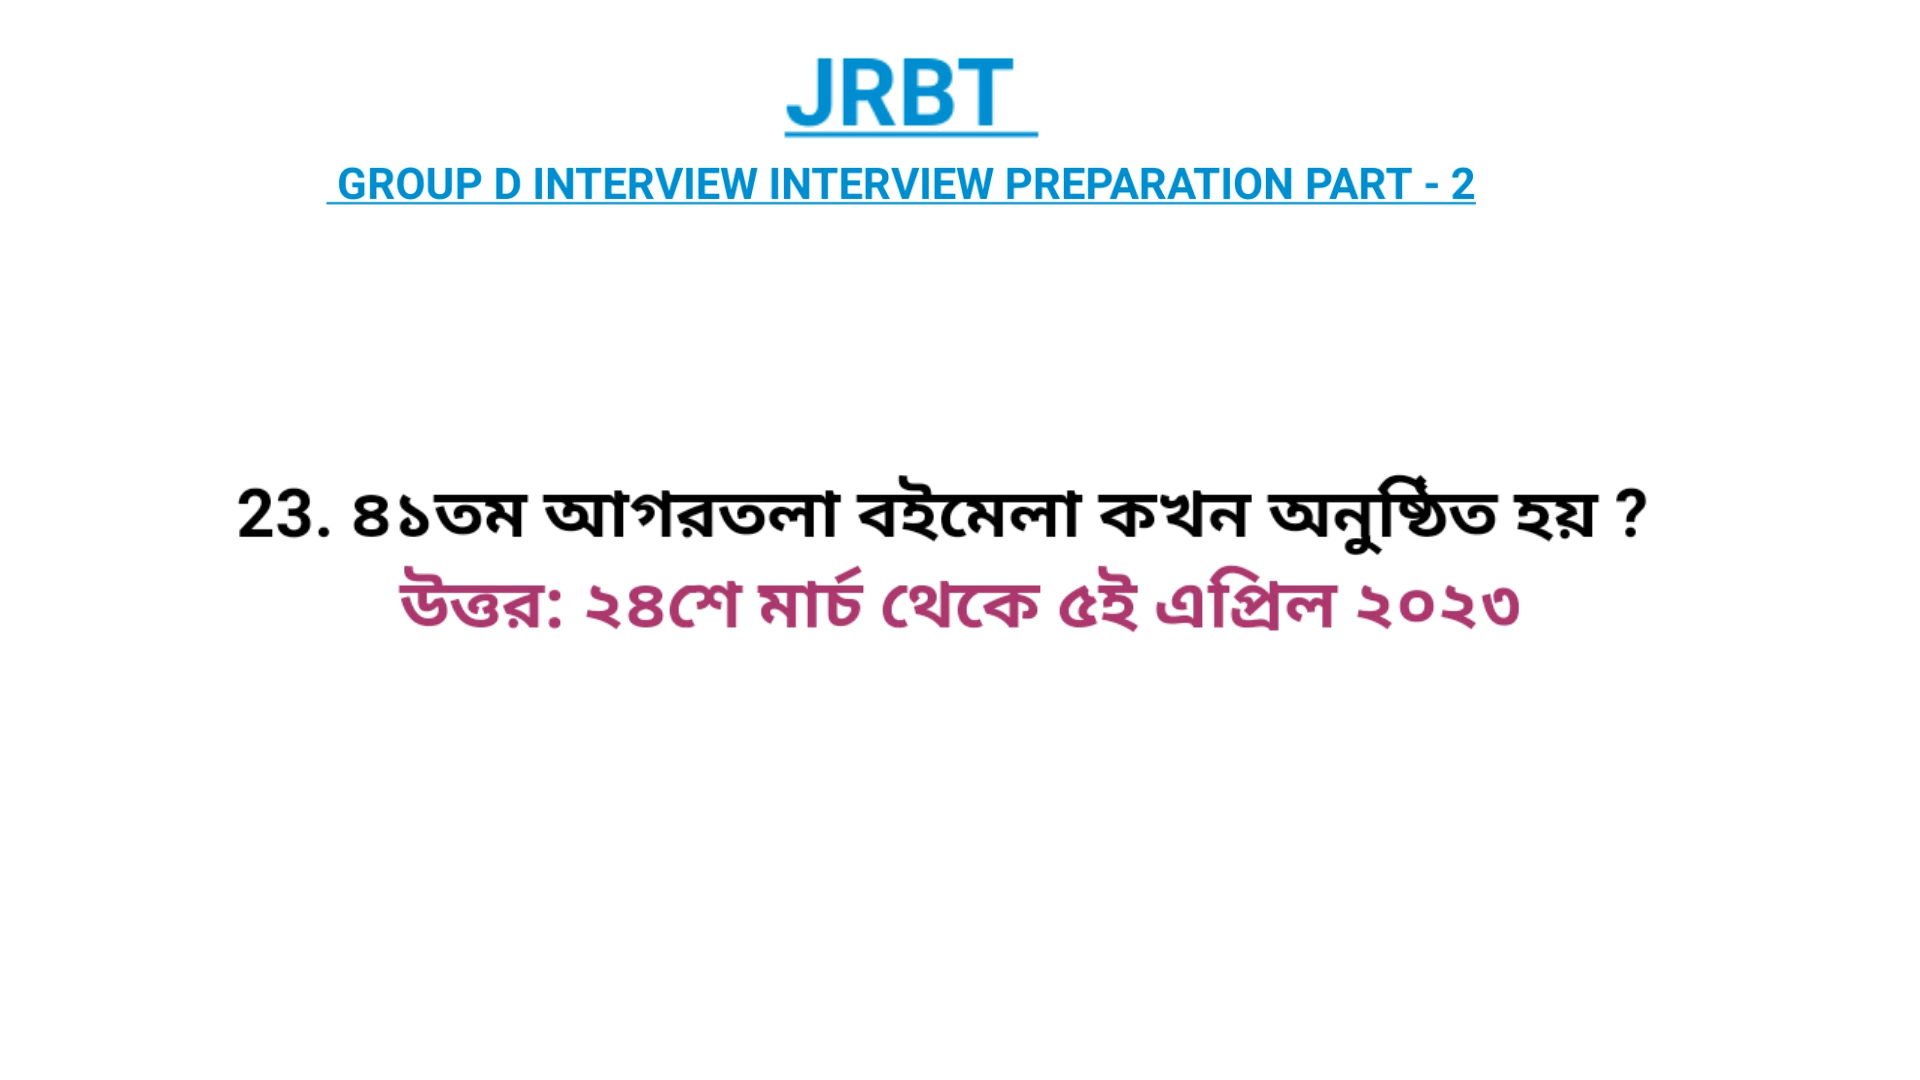 JRBT
GROUP D INTERVIEW INTERVIEW PREPARATION PART - 2
23. ৪১তম আগরতলা বইমেলা কখন অনুষ্ঠিত হয় ?
উত্তর: ২৪শে মার্চ থেকে ৫ই এপ্রিল ২০২৩